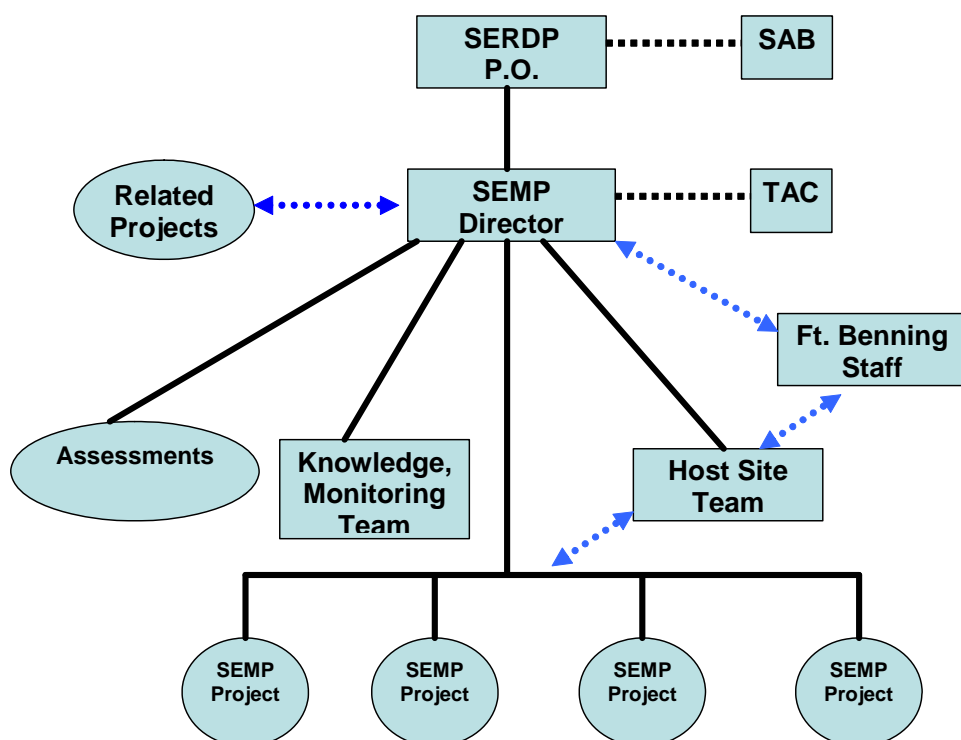 SERDP
P.O.
SAB
SEMP
Director
TAC
Related
Projects
Ft. Benning
Staff
Assessments
Knowledge,
Monitoring
Team
Host Site
Team
SEMP
Project
SEMP
Project
SEMP
Project
SEMP
Project